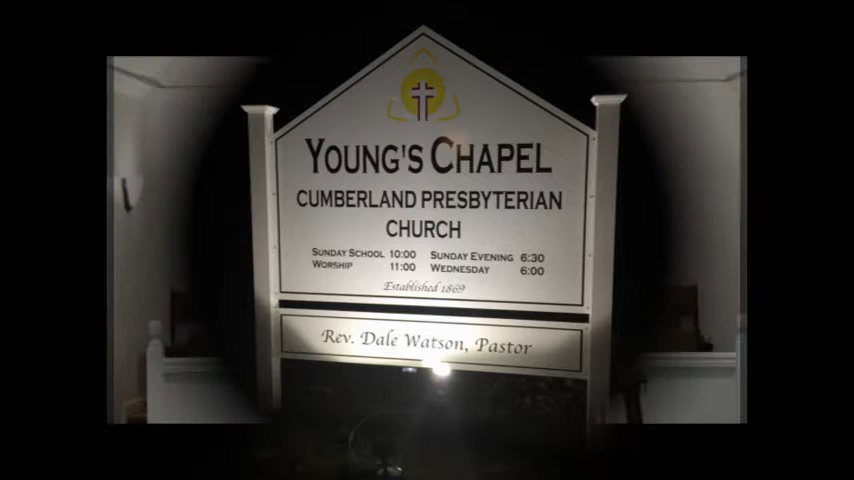 YOUNG'S CHAPEL
CUMBERLAND PRESBYTERIAN
CHURCH
SUNDAY SCHOOL 10:00 SUNDAY EVENING 6:30
WORSHIP 11:00 WEDNESDAY 6:00
Established 1869
Rev. Dale Watson, Pastor